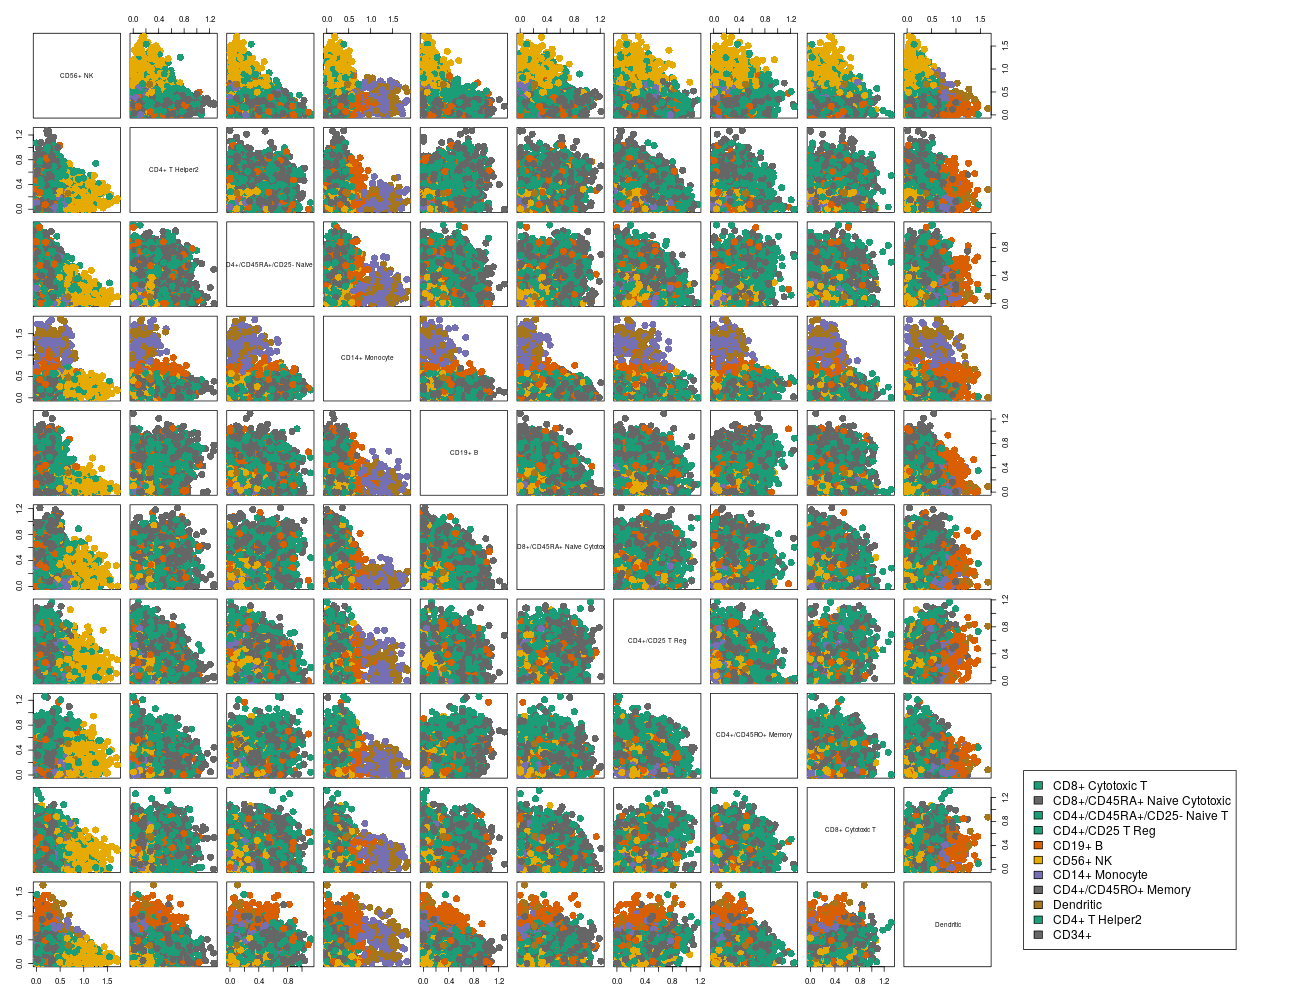 0.0 0.4 0.8 1.2
0.0 0.5 1.0 1.5
0.0 0.4 0.8 1.2
0.0 0.4 0.8 1.2
0.0 0.5 1.0 1.5
CD56+ NK
0.0 0.5 1.0 1.5
0.0 0.4 0.8 1.2
CD4+ T Helper2
D4+/CD45RA+/CD25- Naive
0.0 0.4 0.8
0.0 0.5 1.0 1.5
CD14+ Monocyte
CD19+ B
0.0 0.4 0.8 1.2
0.0 0.4 0.8 1.2
D8+/CD45RA+ Naive Cytotox
CD4+/CD25 T Reg
0.0 0.4 0.8 1.2
0.0 0.4 0.8 1.2
CD4+/CD45RO+ Memory
CD8+ Cytotoxic T
0.0 0.4 0.8 1.2
0.0 0.5 1.0 1.5
Dendritic
0.0 0.5 1.0 1.5
0.0 0.4 0.8
0.0 0.4 0.8 1.2
0.0 0.4 0.8 1.2
0.0 0.4 0.8 1.2
CD8+ Cytotoxic T
CD8+/CD45RA+ Naive Cytotoxic
CD4+/CD45RA+/CD25- Naive T
CD4+/CD25 T Reg
CD19+ B
CD56+ NK
CD14+ Monocyte
CD4+/CD45RO+ Memory
Dendritic
CD4+ T Helper2
CD34+